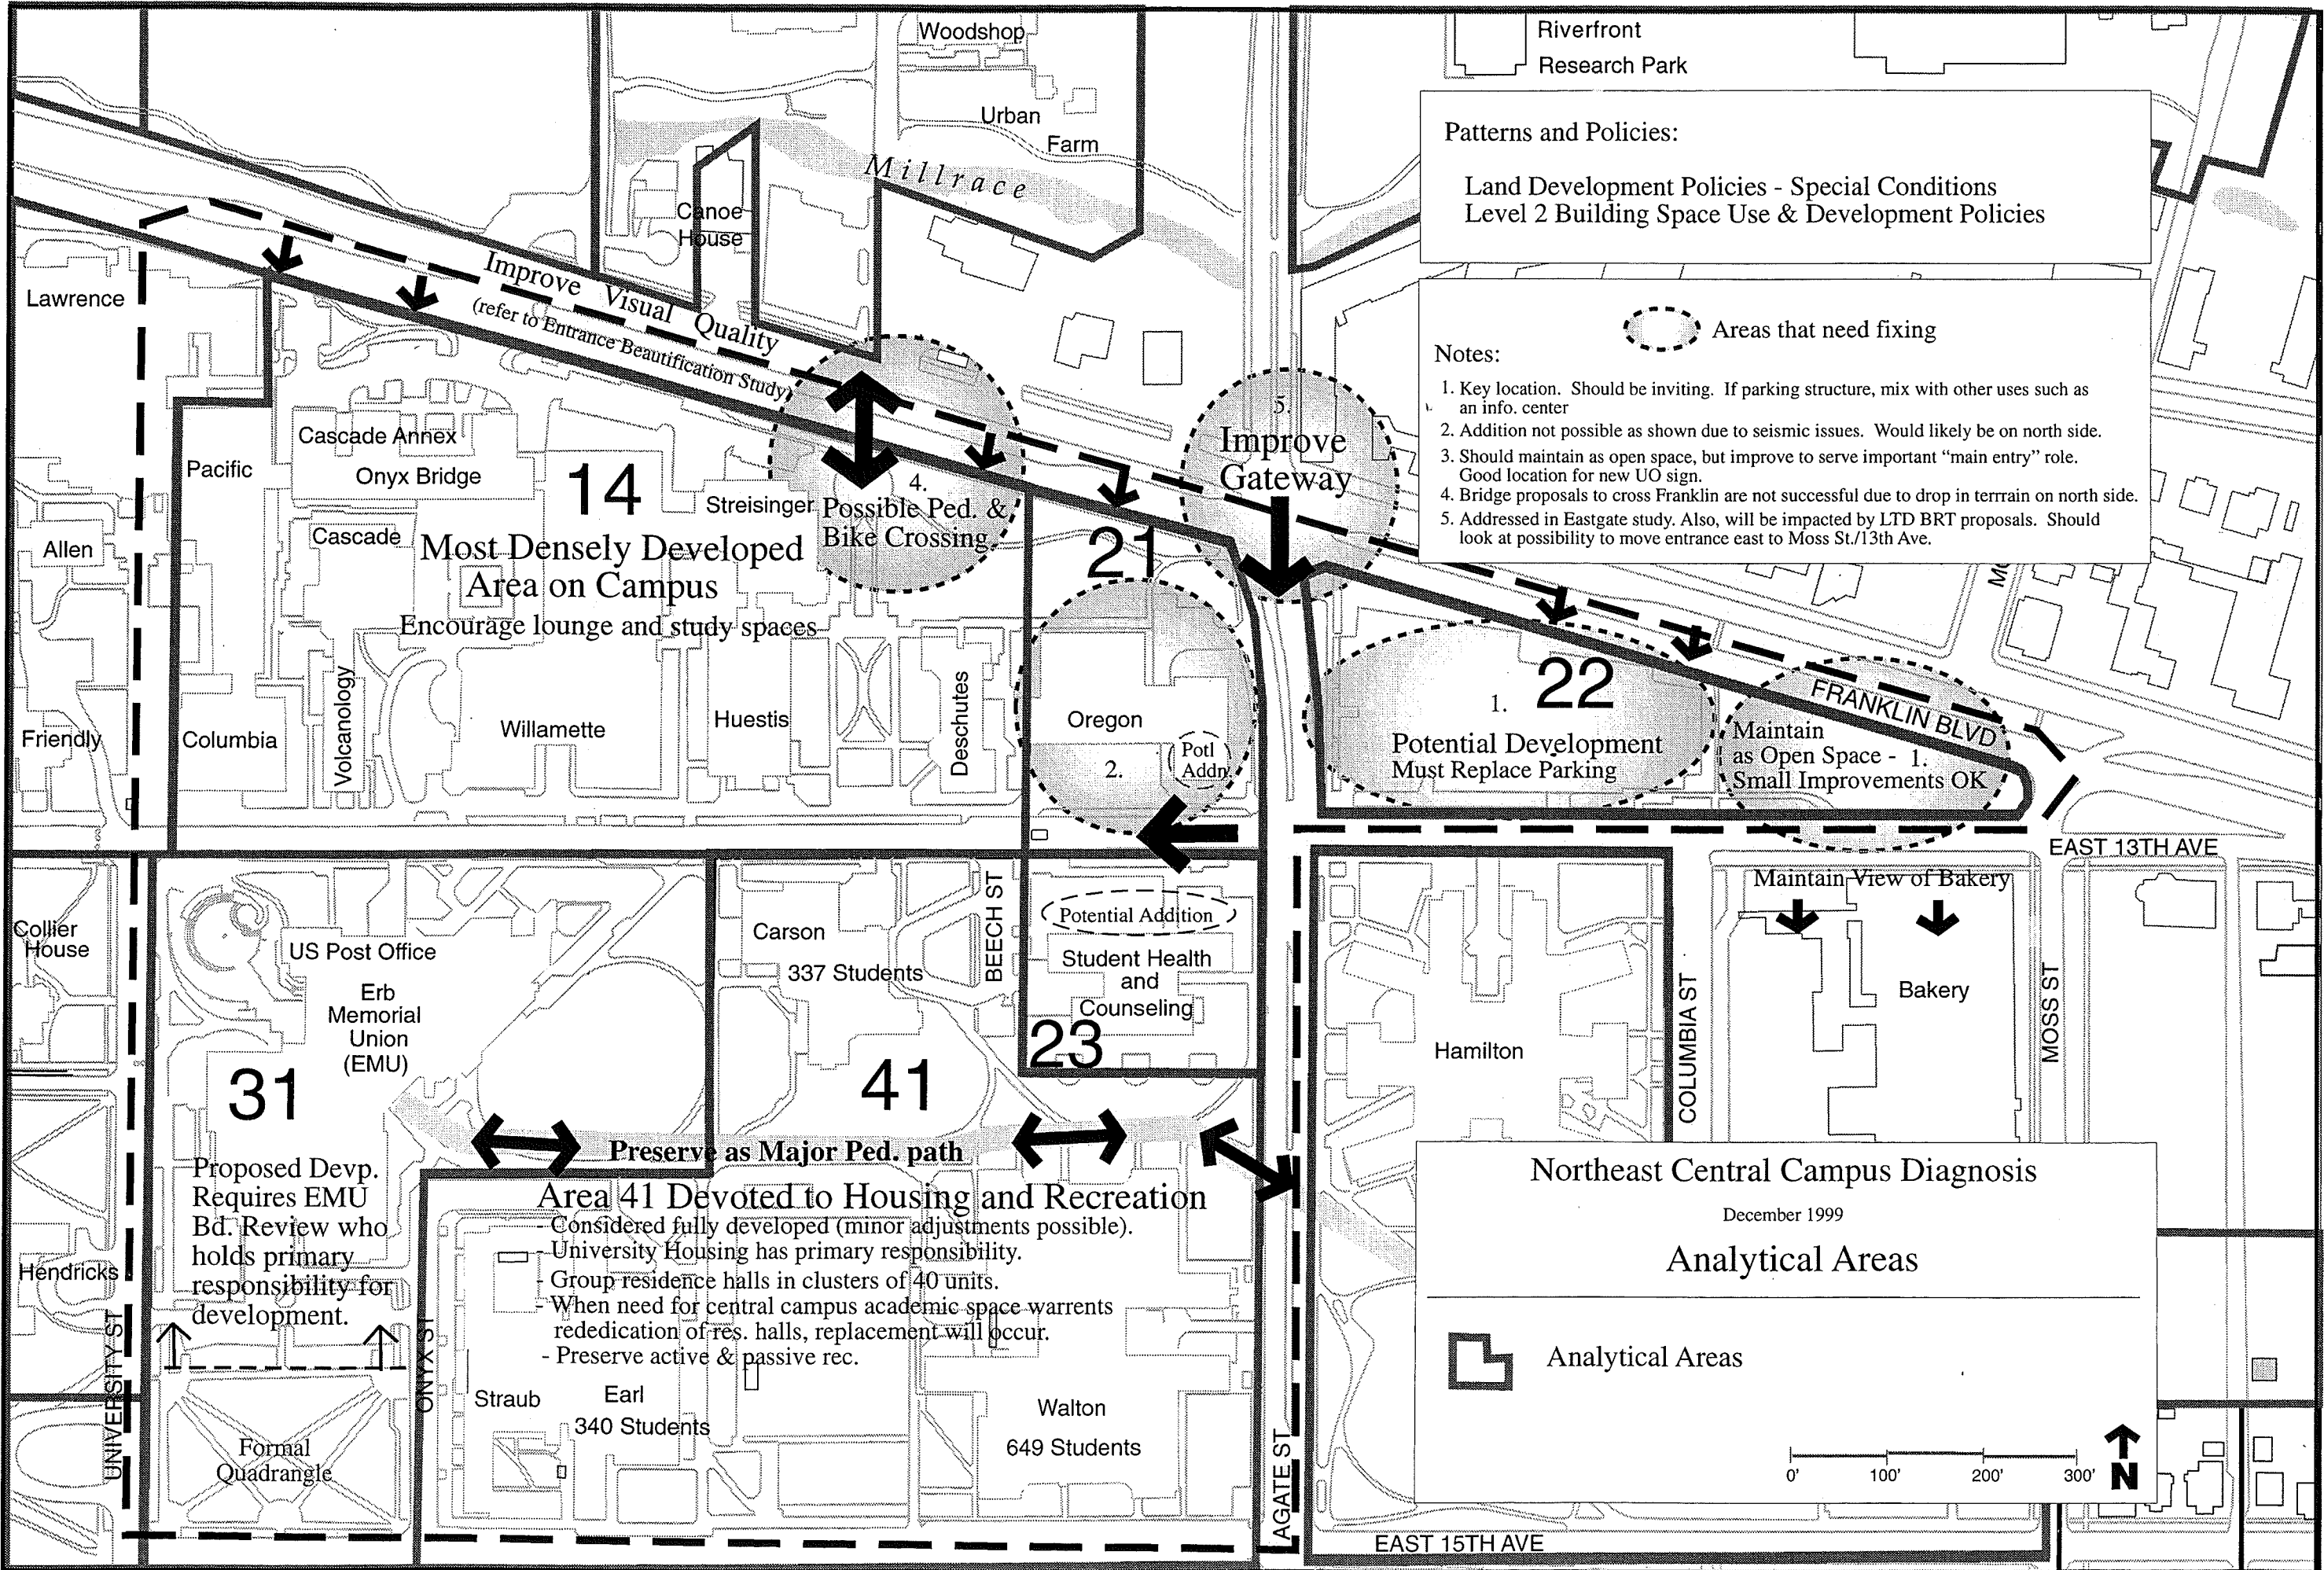 Woodshop
Urban
Farm
Millrace
Canoe
House
Riverfront
Research Park
Patterns and Policies:
Land Development Policies - Special Conditions
Level 2 Building Space Use & Development Policies
Areas that need fixing
Notes:
1. Key location. Should be inviting. If parking structure, mix with other uses such as
an info. center
2. Addition not possible as shown due to seismic issues. Would likely be on north side.
3. Should maintain as open space, but improve to serve important “main entry” role.
Good location for new UO sign.
4. Bridge proposals to cross Franklin are not successful due to drop in terrrain on north side.
5. Addressed in Eastgate study. Also, will be impacted by LTD BRT proposals. Should
look at possibility to move entrance east to Moss St./13th Ave.
Improve Visual Quality
(refer to Entrance Beautification Study)
Lawrence
Pacific
Allen
Friendly
Columbia
Cascade Annex
Onyx Bridge
Cascade
14
Most Densely Developed
Area on Campus
Encourage lounge and study spaces
Streisinger
4.
Possible Ped. &
Bike Crossing
Volcanology
Willamette
Huestis
Deschutes
21
Oregon
2.
Potl
Addn.
5.
Improve
Gateway
22
1.
Potential Development
Must Replace Parking
FRANKLIN BLVD
Maintain
as Open Space - 1.
Small Improvements OK
EAST 13TH AVE
Maintain View of Bakery
Bakery
MOSS ST
COLUMBIA ST
Hamilton
Collier
House
US Post Office
Erb
Memorial
Union
(EMU)
31
Proposed Devp.
Requires EMU
Bd. Review who
holds primary
responsibility for
development.
Hendricks
UNIVERSITY ST
ONYX ST
Formal
Quadrangle
Carson
337 Students
BEECH ST
Potential Addition
Student Health
and
Counseling
23
41
Preserve as Major Ped. path
Area 41 Devoted to Housing and Recreation
- Considered fully developed (minor adjustments possible).
- University Housing has primary responsibility.
- Group residence halls in clusters of 40 units.
- When need for central campus academic space warrents
rededication of res. halls, replacement will occur.
- Preserve active & passive rec.
Straub
Earl
340 Students
Walton
649 Students
AGATE ST
EAST 15TH AVE
Northeast Central Campus Diagnosis
December 1999
Analytical Areas
Analytical Areas
0' 100' 200' 300'
N